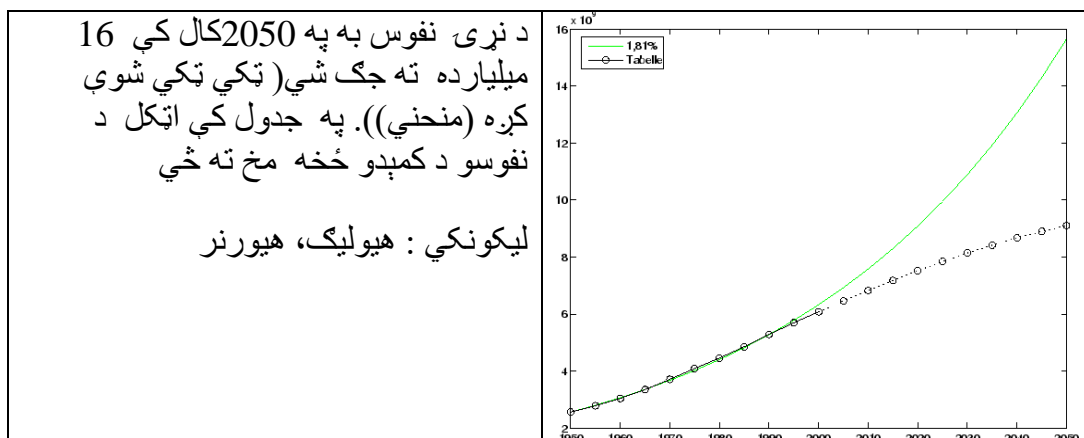 د نړۍ نفوس به په 2050کال کې 16
میلیارده ته جګ شي( ټکي ټکي شوې
کږه (منحني)). په جدول کې اټکل د
نفوسو د کمېدو څخه مخ ته ځي
لیکونکي : هیولیګ، هیورنر
x 10⁹
1,81%
Tabelle
16
14
12
10
8
6
4
2
1950 1960 1970 1980 1990 2000 2010 2020 2030 2040 2050